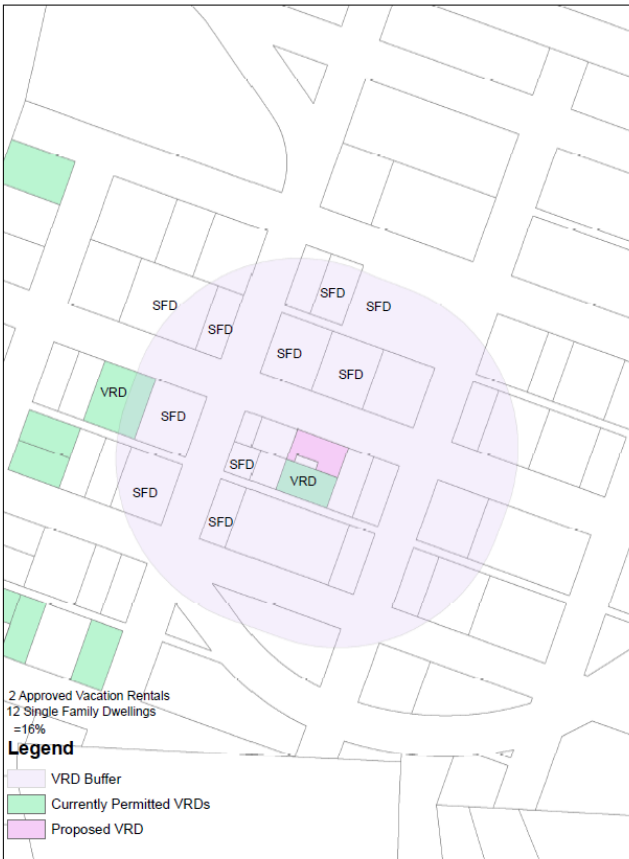 SFD
SFD
SFD
SFD
SFD
SFD
VRD
SFD
SFD
VRD
SFD
SFD
2 Approved Vacation Rentals
12 Single Family Dwellings
=16%
Legend
VRD Buffer
Currently Permitted VRDs
Proposed VRD